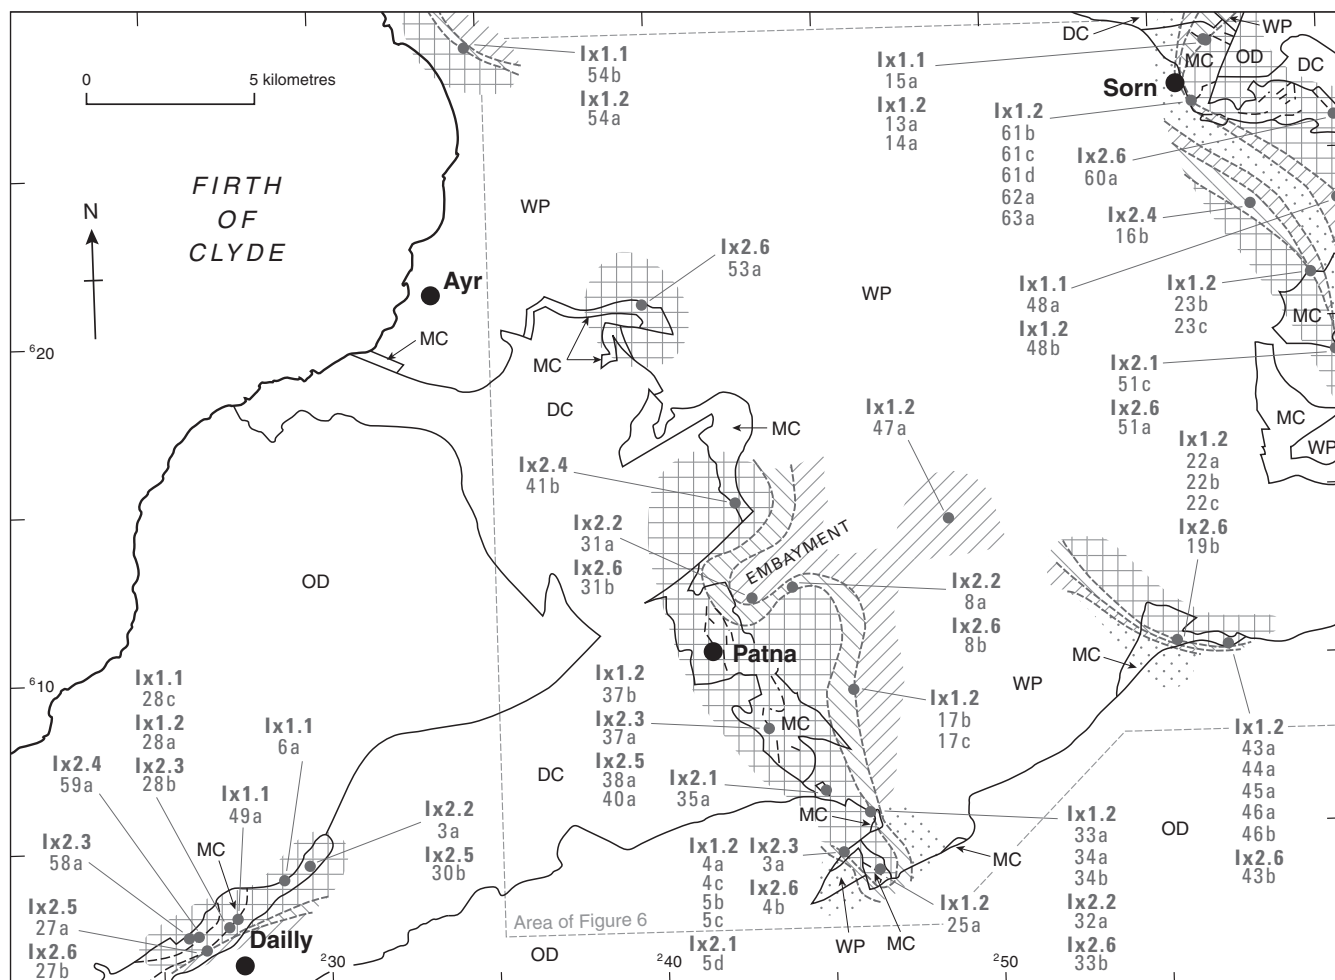 DC
WP
Ix1.1
54b
Ix1.2
54a
Ix1.1
15a
Ix1.2
13a
14a
MC
OD
DC
0
5 kilometres
Sorn
Ix1.2
61b
61c
61d
62a
63a
Ix2.6
60a
FIRTH
OF
CLYDE
N
WP
Ix2.4
16b
Ix2.6
53a
Ayr
WP
Ix1.1
48a
Ix1.2
48b
Ix1.2
23b
23c
MC
MC
620
MC
Ix2.1
51c
Ix2.6
51a
DC
Ix1.2
47a
MC
MC
WP
Ix2.4
41b
Ix1.2
22a
22b
22c
Ix2.6
19b
Ix2.2
31a
Ix2.6
31b
EMBAYMENT
OD
Ix2.2
8a
Ix2.6
8b
Patna
MC
WP
610
Ix1.1
28c
Ix1.2
28a
Ix2.3
28b
Ix1.1
6a
Ix1.2
37b
Ix2.3
37a
Ix2.5
38a
40a
MC
Ix1.2
17b
17c
Ix1.2
43a
44a
45a
46a
46b
Ix2.6
43b
Ix2.4
59a
Ix1.1
49a
DC
Ix2.1
35a
Ix2.2
3a
Ix2.5
30b
MC
OD
Ix2.3
58a
MC
Ix1.2
4a
4c
5b
5c
Ix2.1
5d
Ix2.3
3a
Ix2.6
4b
Ix1.2
33a
34a
34b
Ix2.2
32a
Ix2.6
33b
MC
Ix2.5
27a
Ix2.6
27b
Dailly
Area of Figure 6
Ix1.2
25a
WP
MC
OD
230
240
250